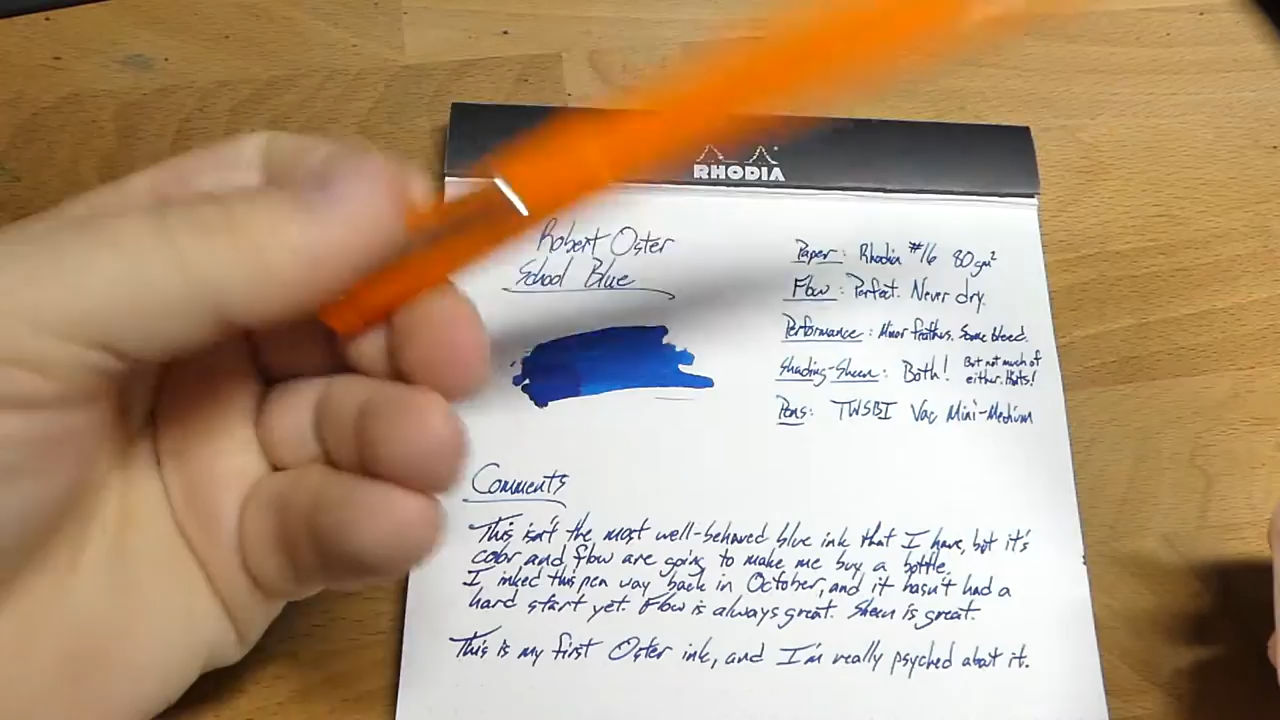 RHODIA
Robert Oster
School Blue
Paper: Rhodia #16 80gm²
Flow: Perfect. Never dry.
Performance: Minor feathers. Some bleed.
Shading-Sheen: Both! But not much of
either. Hints!
Pens: TWSBI Vac Mini-Medium
Comments
This isn't the most well-behaved blue ink that I have, but it's
color and flow are going to make me buy a bottle.
I inked this pen way back in October, and it hasn't had a
hard start yet. Flow is always great. Sheen is great.
This is my first Oster ink, and I'm really psyched about it.